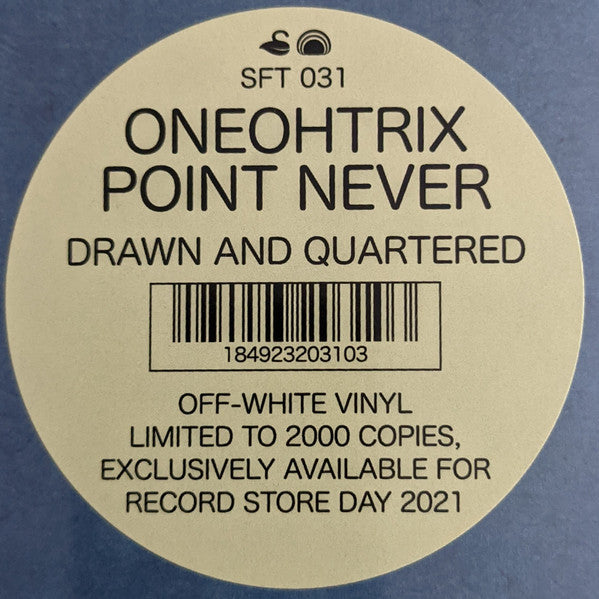 SFT 031
ONEOHTRIX
POINT NEVER
DRAWN AND QUARTERED
184923203103
OFF-WHITE VINYL
LIMITED TO 2000 COPIES,
EXCLUSIVELY AVAILABLE FOR
RECORD STORE DAY 2021